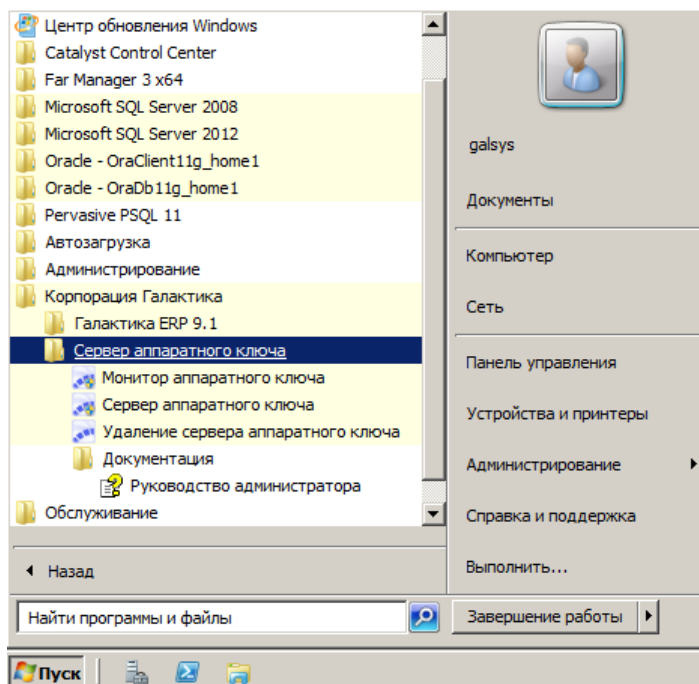 Центр обновления Windows
Catalyst Control Center
Far Manager 3 x64
Microsoft SQL Server 2008
Microsoft SQL Server 2012
Oracle - OraClient11g_home1
Oracle - OraDb11g_home1
Pervasive PSQL 11
Автозагрузка
Администрирование
Корпорация Галактика
Галактика ERP 9.1
Сервер аппаратного ключа
Монитор аппаратного ключа
Сервер аппаратного ключа
Удаление сервера аппаратного ключа
Документация
Руководство администратора
Обслуживание
Назад
Найти программы и файлы
galsys
Документы
Компьютер
Сеть
Панель управления
Устройства и принтеры
Администрирование
Справка и поддержка
Выполнить...
Завершение работы
Пуск